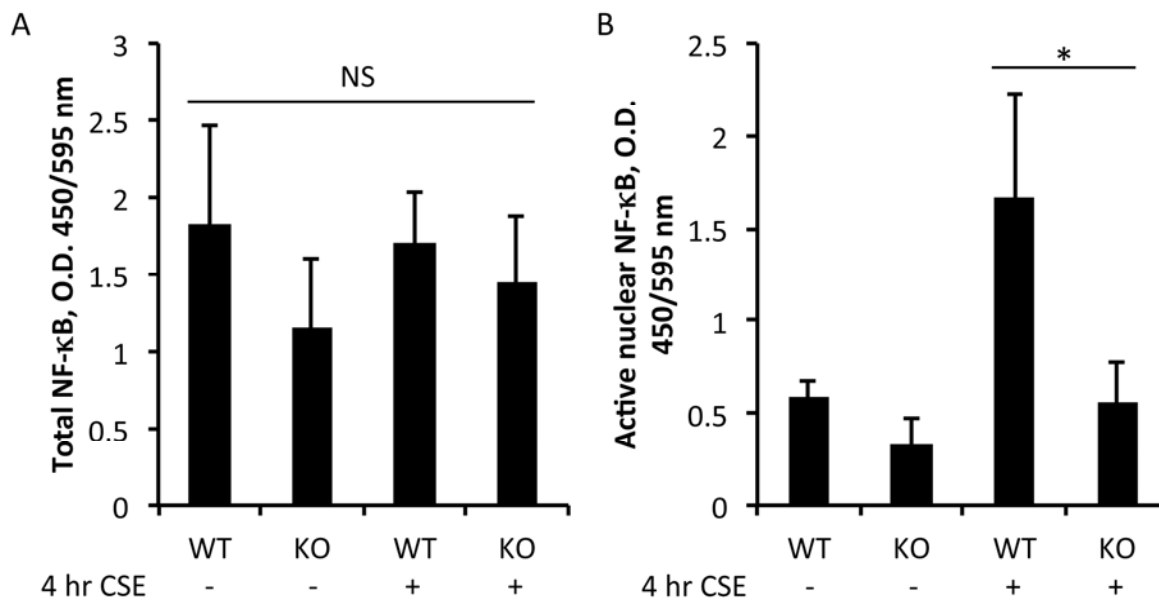 A
Total NF-κB, O.D. 450/595 nm
3
2.5
2
1.5
1
0.5
0
NS
WT KO WT KO
4 hr CSE - - + +
B
Active nuclear NF-κB, O.D.
450/595 nm
2.5
2
1.5
1
0.5
0
*
WT KO WT KO
4 hr CSE - - + +